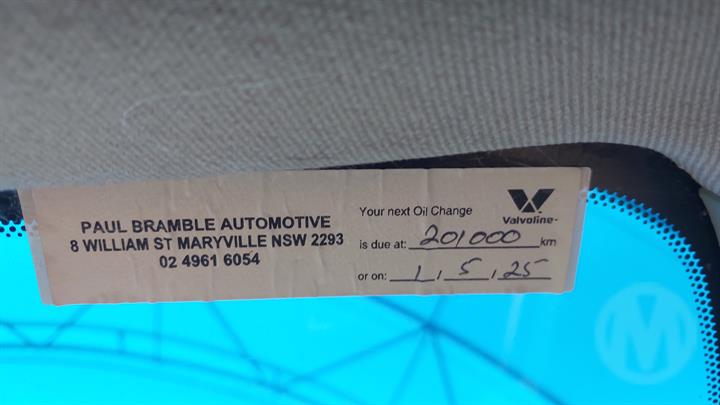 PAUL BRAMBLE AUTOMOTIVE
8 WILLIAM ST MARYVILLE NSW 2293
02 4961 6054
Your next Oil Change
Valvoline
is due at: 201000 km
or on: 1, 5, 25
M